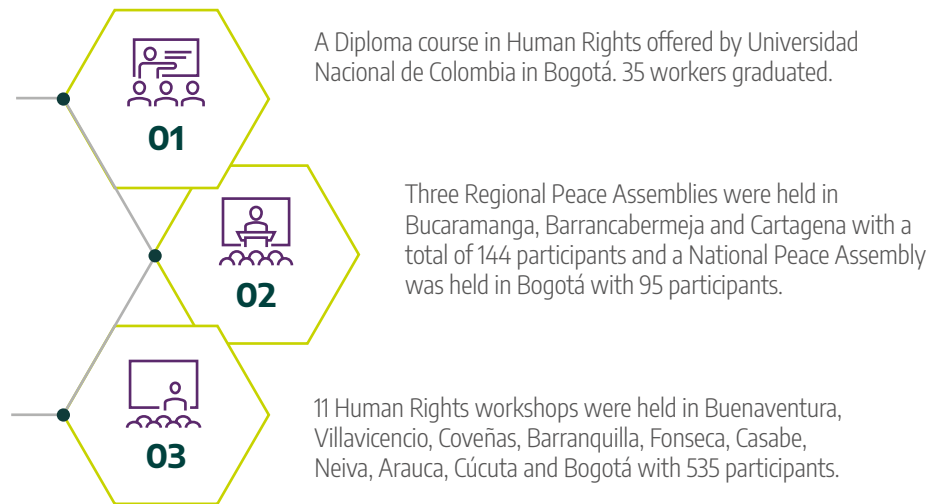 01
A Diploma course in Human Rights offered by Universidad
Nacional de Colombia in Bogotá. 35 workers graduated.
02
Three Regional Peace Assemblies were held in
Bucaramanga, Barrancabermeja and Cartagena with a
total of 144 participants and a National Peace Assembly
was held in Bogotá with 95 participants.
03
11 Human Rights workshops were held in Buenaventura,
Villavicencio, Coveñas, Barranquilla, Fonseca, Casabe,
Neiva, Arauca, Cúcuta and Bogotá with 535 participants.